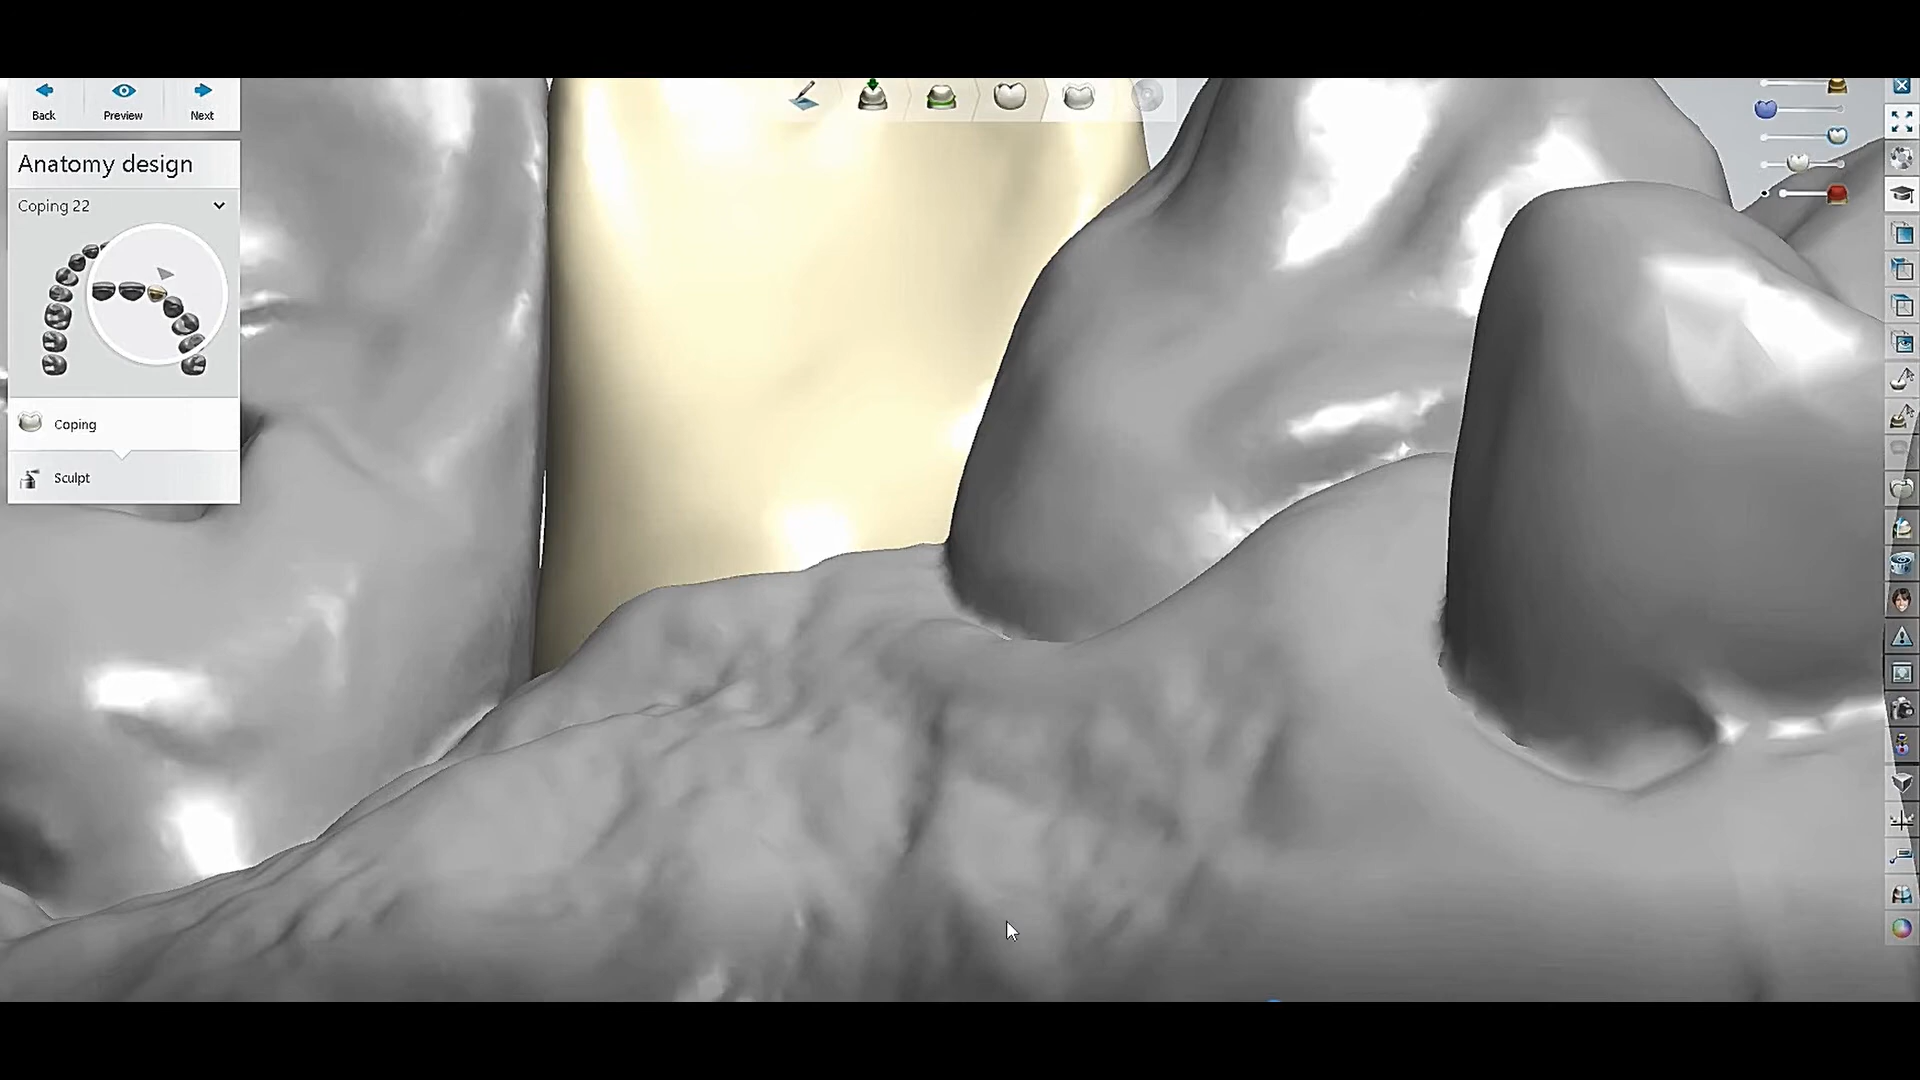 Back
Preview
Next
Anatomy design
Coping 22
Coping
Sculpt